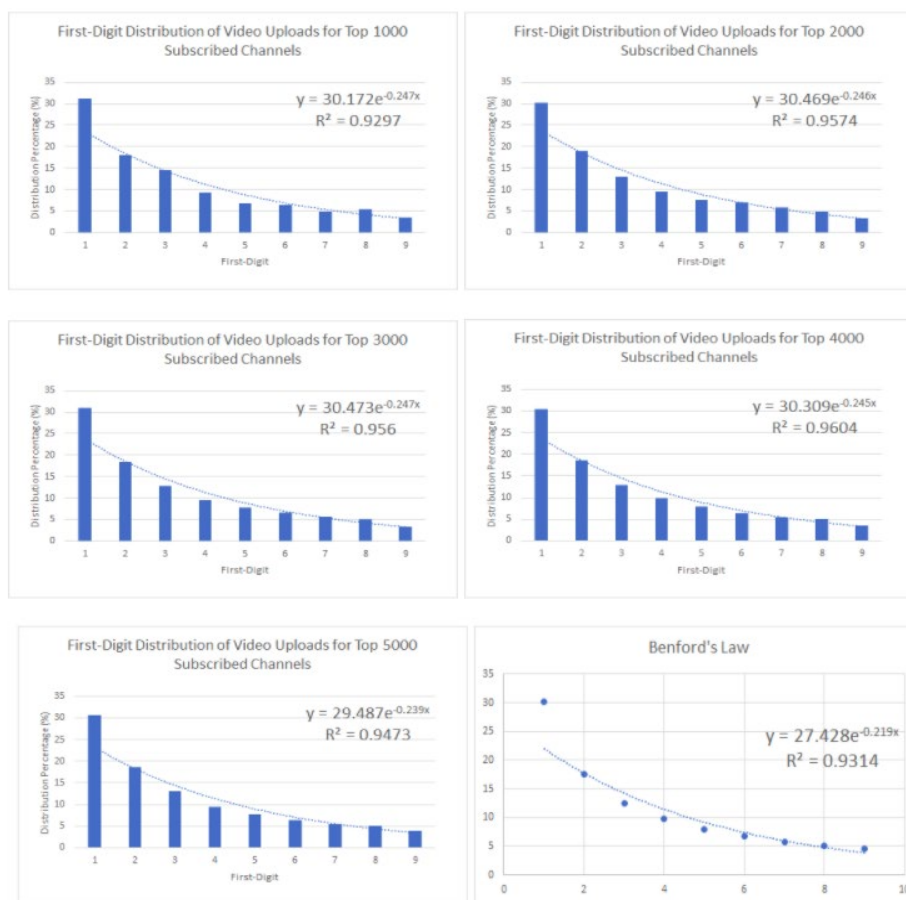 First-Digit Distribution of Video Uploads for Top 1000
Subscribed Channels
y = 30.172e^-0.247x
R² = 0.9297
Distribution Percentage (%)
35
30
25
20
15
10
5
0
1 2 3 4 5 6 7 8 9
First-Digit
First-Digit Distribution of Video Uploads for Top 2000
Subscribed Channels
y = 30.469e^-0.246x
R² = 0.9574
Distribution Percentage (%)
35
30
25
20
15
10
5
0
1 2 3 4 5 6 7 8 9
First-Digit
First-Digit Distribution of Video Uploads for Top 3000
Subscribed Channels
y = 30.473e^-0.247x
R² = 0.956
Distribution Percentage (%)
35
30
25
20
15
10
5
0
1 2 3 4 5 6 7 8 9
First-Digit
First-Digit Distribution of Video Uploads for Top 4000
Subscribed Channels
y = 30.309e^-0.245x
R² = 0.9604
Distribution Percentage (%)
35
30
25
20
15
10
5
0
1 2 3 4 5 6 7 8 9
First-Digit
First-Digit Distribution of Video Uploads for Top 5000
Subscribed Channels
y = 29.487e^-0.239x
R² = 0.9473
Distribution Percentage (%)
35
30
25
20
15
10
5
0
1 2 3 4 5 6 7 8 9
First-Digit
Benford's Law
y = 27.428e^-0.219x
R² = 0.9314
35
30
25
20
15
10
5
0
0 2 4 6 8 10